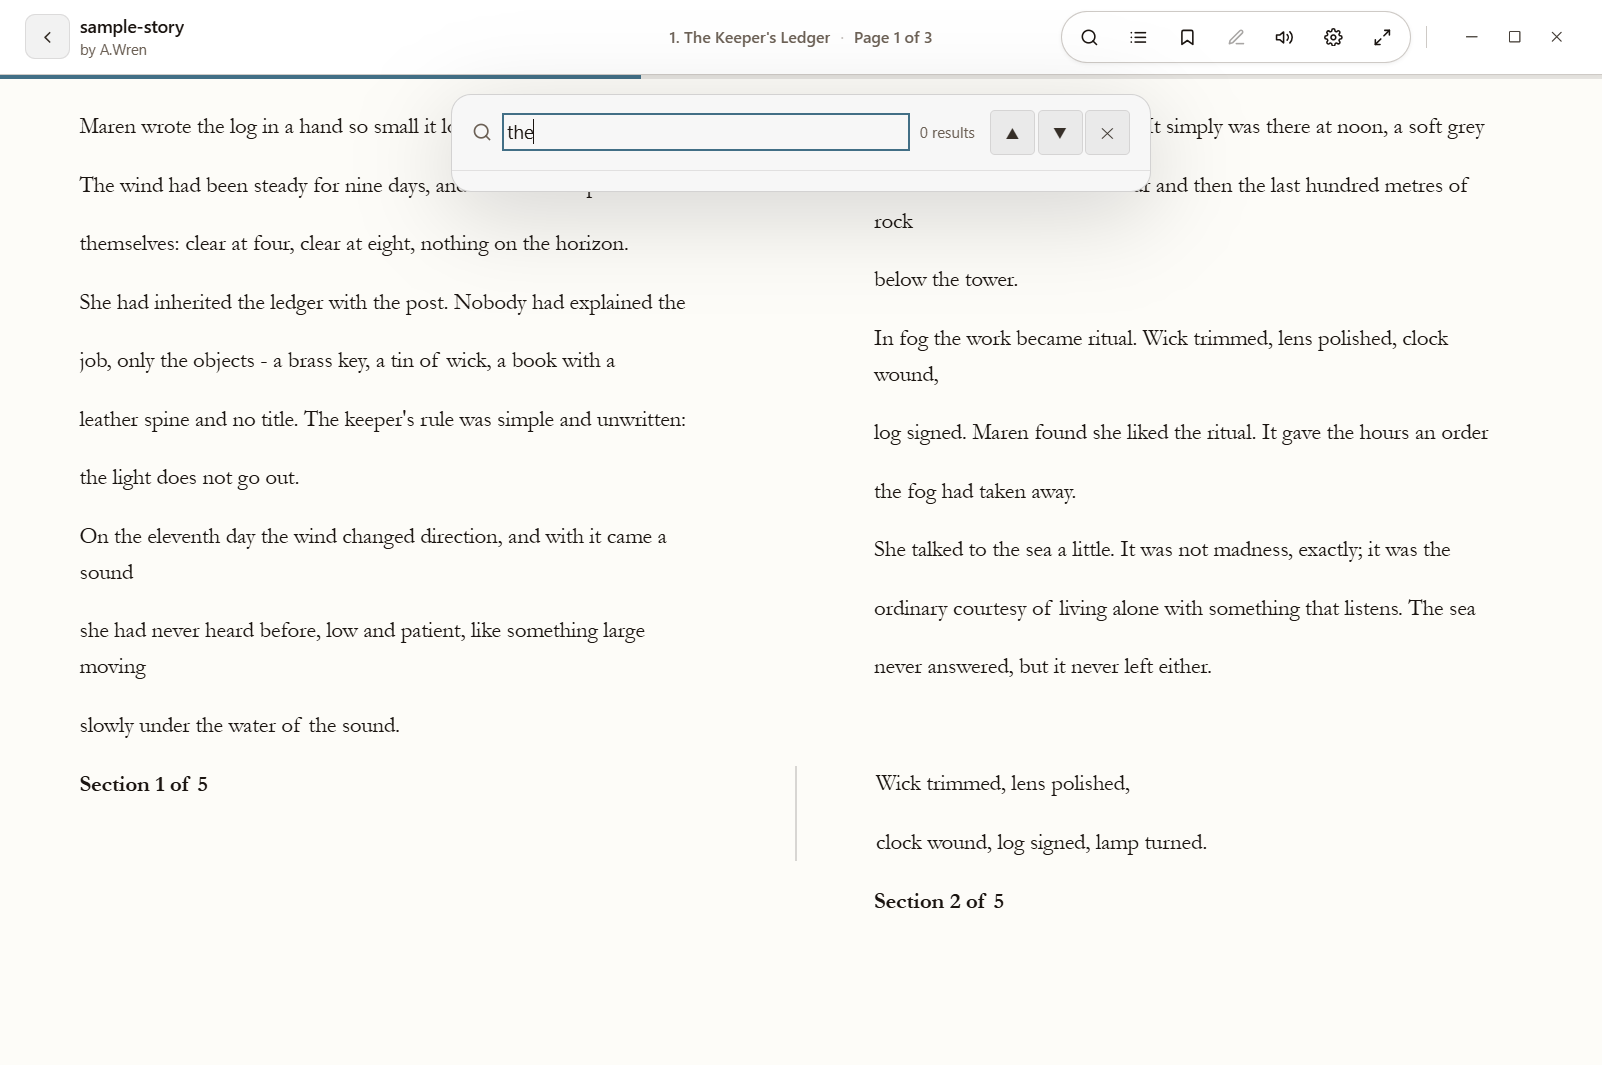 sample-story
by A.Wren
1. The Keeper's Ledger · Page 1 of 3
the
0 results
Maren wrote the log in a hand so small it
The wind had been steady for nine days,
themselves: clear at four, clear at eight, nothing on the horizon.
She had inherited the ledger with the post. Nobody had explained the
job, only the objects - a brass key, a tin of wick, a book with a
leather spine and no title. The keeper's rule was simple and unwritten:
the light does not go out.
On the eleventh day the wind changed direction, and with it came a
sound
she had never heard before, low and patient, like something large
moving
slowly under the water of the sound.
Section 1 of 5
It simply was there at noon, a soft grey
and then the last hundred metres of
rock
below the tower.
In fog the work became ritual. Wick trimmed, lens polished, clock
wound,
log signed. Maren found she liked the ritual. It gave the hours an order
the fog had taken away.
She talked to the sea a little. It was not madness, exactly; it was the
ordinary courtesy of living alone with something that listens. The sea
never answered, but it never left either.
Wick trimmed, lens polished,
clock wound, log signed, lamp turned.
Section 2 of 5